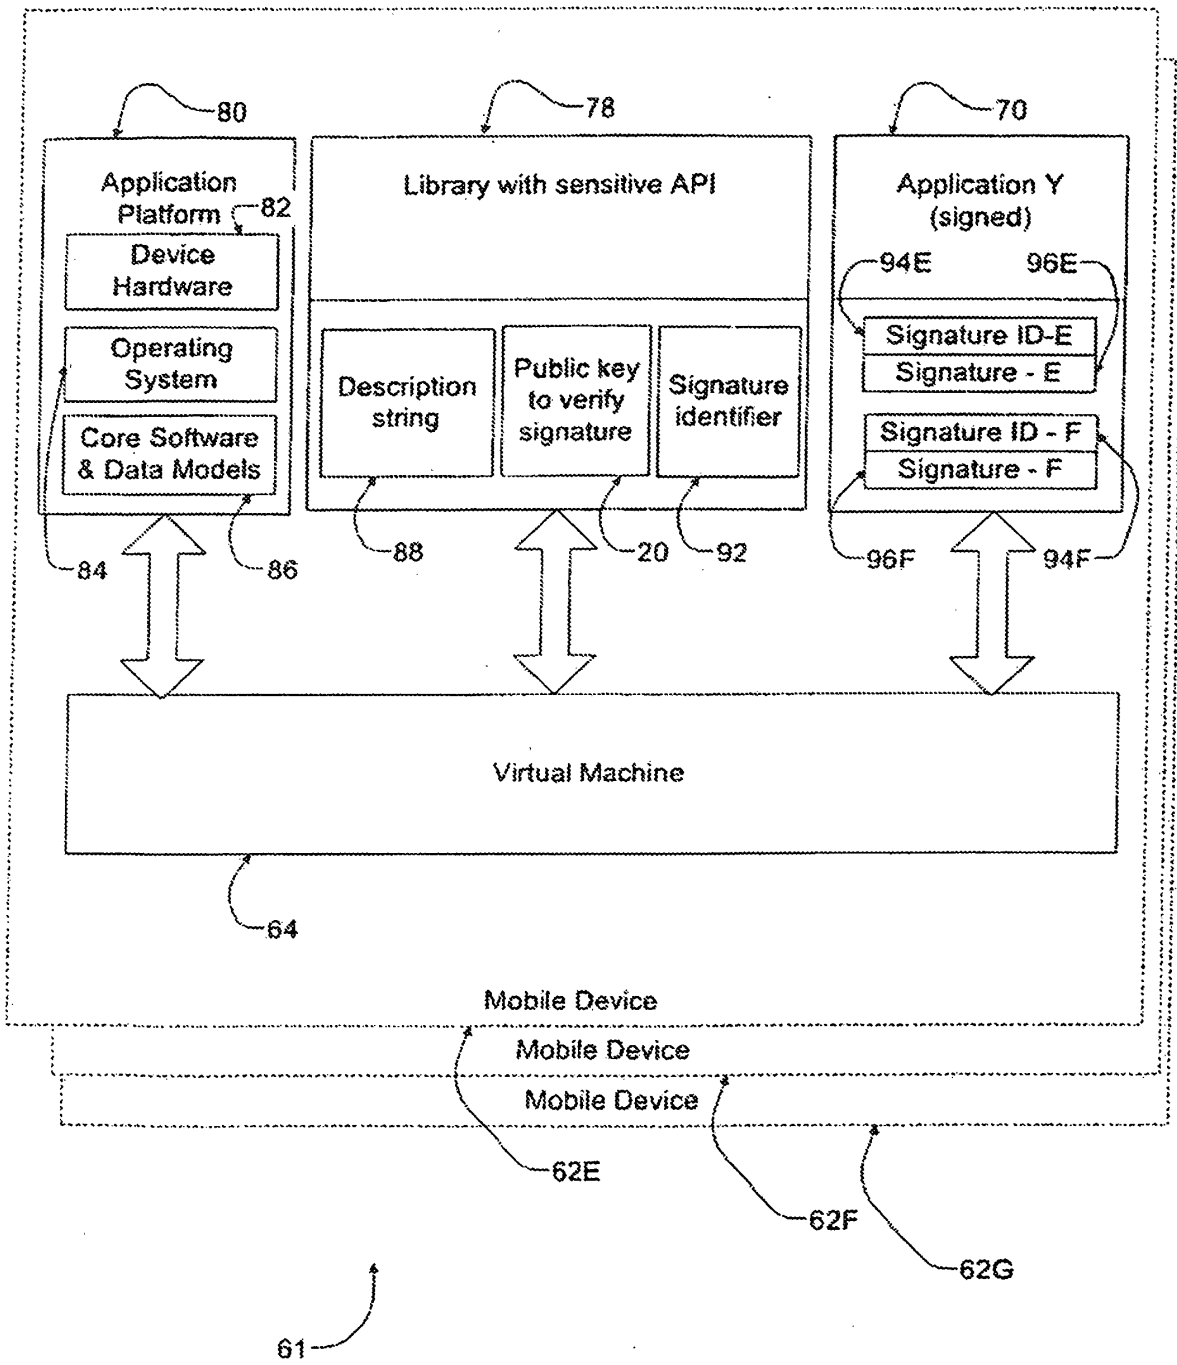 80
78
70
Application
Platform
82
Device
Hardware
Operating
System
Core Software
& Data Models
84
86
Library with sensitive API
Description
string
Public key
to verify
signature
Signature
identifier
88
20
92
Application Y
(signed)
94E
96E
Signature ID-E
Signature - E
Signature ID - F
Signature - F
96F
94F
Virtual Machine
64
Mobile Device
Mobile Device
Mobile Device
62E
62F
62G
61